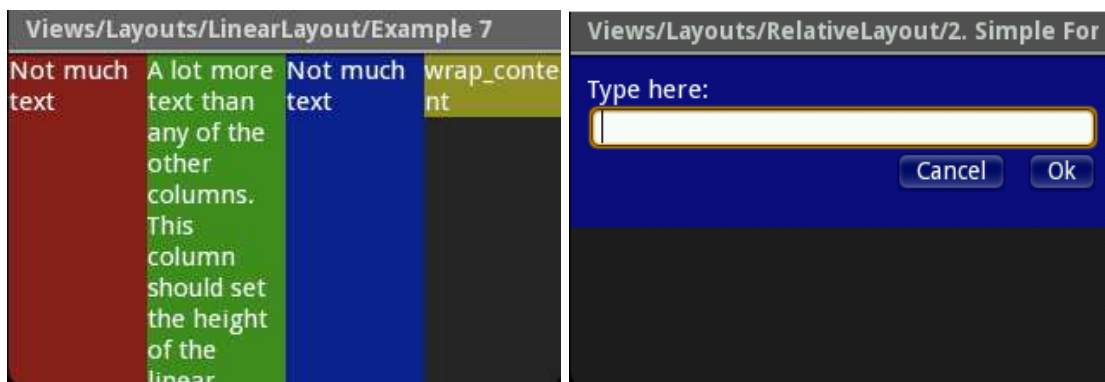 Views/Layouts/LinearLayout/Example 7
Not much
text
A lot more
text than
any of the
other
columns.
This
column
should set
the height
of the
linear
Not much
text
wrap_conte
nt
Views/Layouts/RelativeLayout/2. Simple For
Type here:
Cancel
Ok